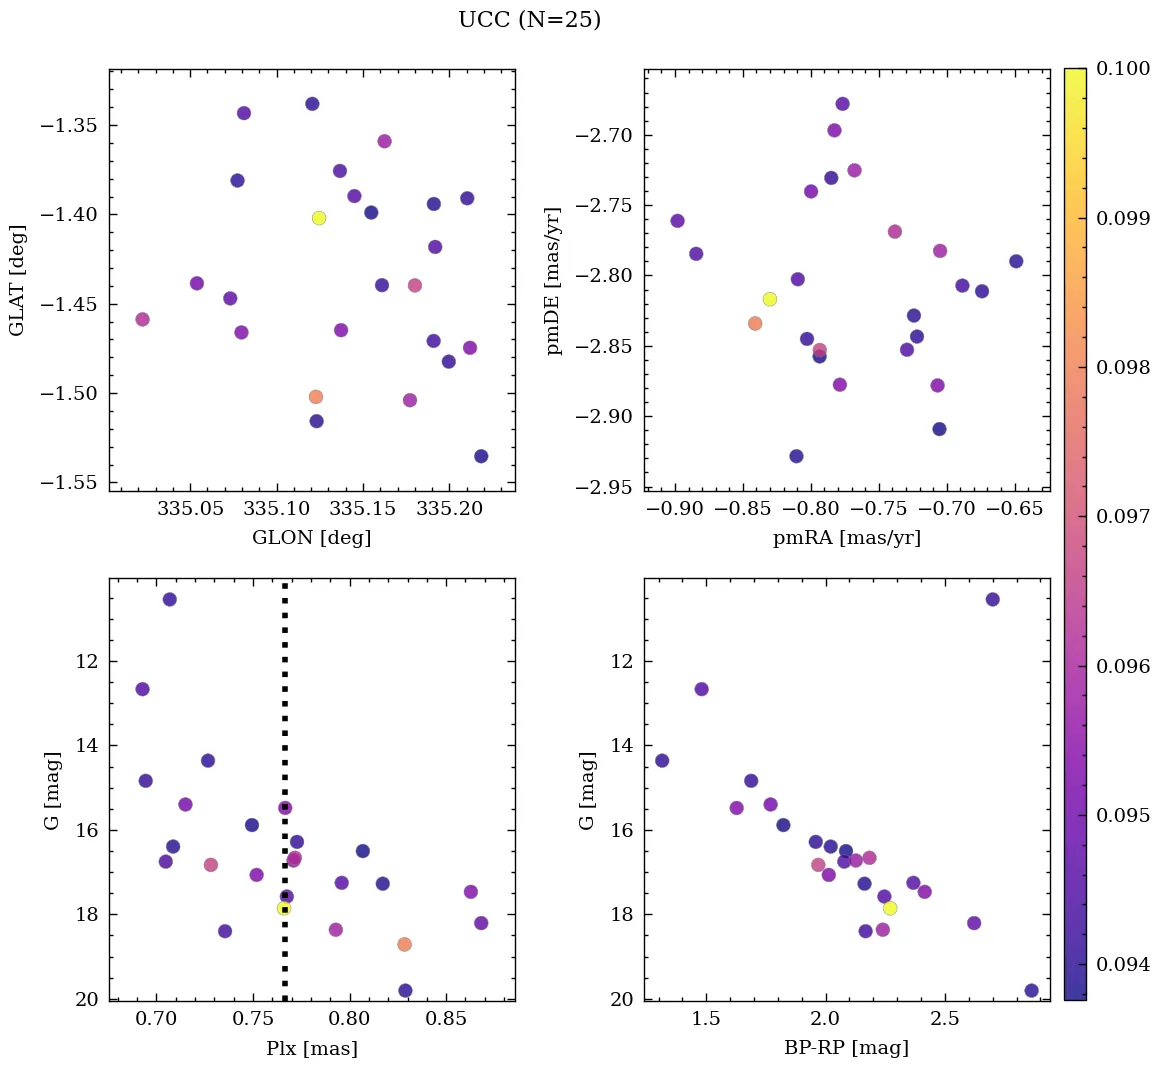 UCC (N=25)
−1.35
−1.40
−1.45
−1.50
−1.55
GLAT [deg]
335.05 335.10 335.15 335.20
GLON [deg]
−2.70
−2.75
−2.80
−2.85
−2.90
−2.95
pmDE [mas/yr]
−0.90 −0.85 −0.80 −0.75 −0.70 −0.65
pmRA [mas/yr]
12
14
16
18
20
G [mag]
0.70 0.75 0.80 0.85
Plx [mas]
12
14
16
18
20
G [mag]
1.5 2.0 2.5
BP-RP [mag]
0.100
0.099
0.098
0.097
0.096
0.095
0.094